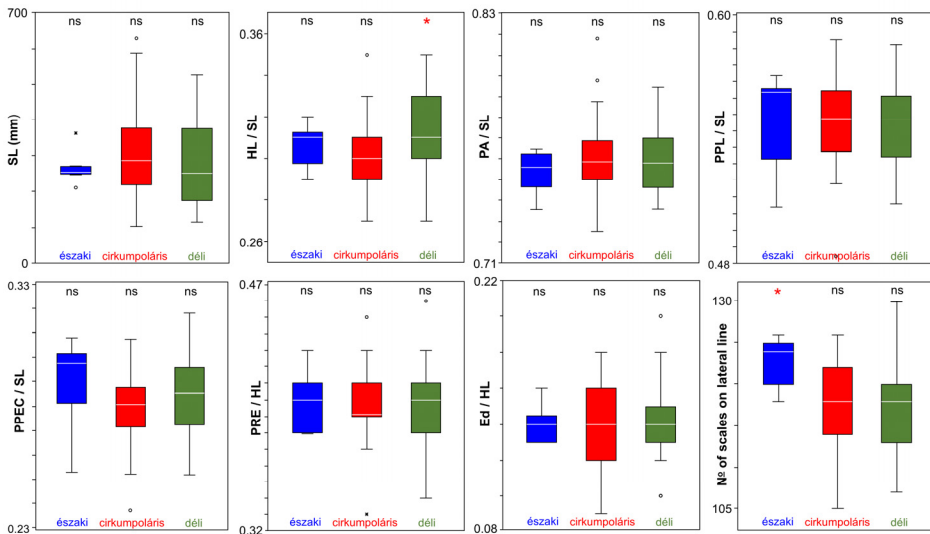 700
SL (mm)
0
ns
ns
ns
északi
cirkumpoláris
déli
0.36
HL / SL
0.26
ns
ns
*
északi
cirkumpoláris
déli
0.83
PA / SL
0.71
ns
ns
ns
északi
cirkumpoláris
déli
0.60
PPL / SL
0.48
ns
ns
ns
északi
cirkumpoláris
déli
0.33
PPEC / SL
0.23
ns
ns
ns
északi
cirkumpoláris
déli
0.47
PRE / HL
0.32
ns
ns
ns
északi
cirkumpoláris
déli
0.22
Ed / HL
0.08
ns
ns
ns
északi
cirkumpoláris
déli
130
Nº of scales on lateral line
105
*
ns
ns
északi
cirkumpoláris
déli